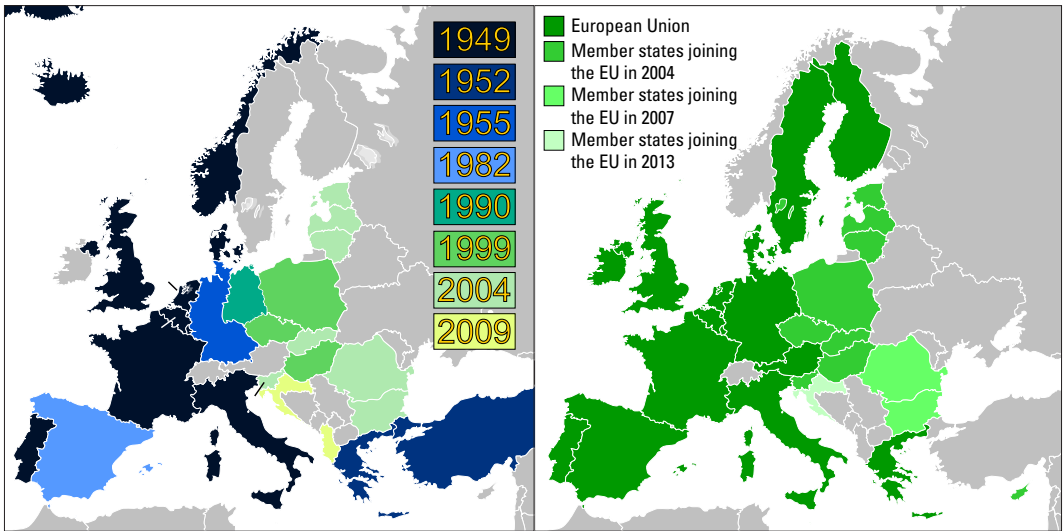 1949
1952
1955
1982
1990
1999
2004
2009
European Union
Member states joining
the EU in 2004
Member states joining
the EU in 2007
Member states joining
the EU in 2013